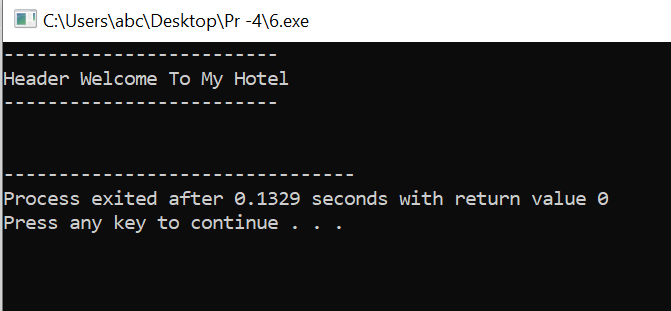 C:\Users\abc\Desktop\Pr -4\6.exe
-------------------------
Header Welcome To My Hotel
-------------------------
--------------------------------
Process exited after 0.1329 seconds with return value 0
Press any key to continue . . .